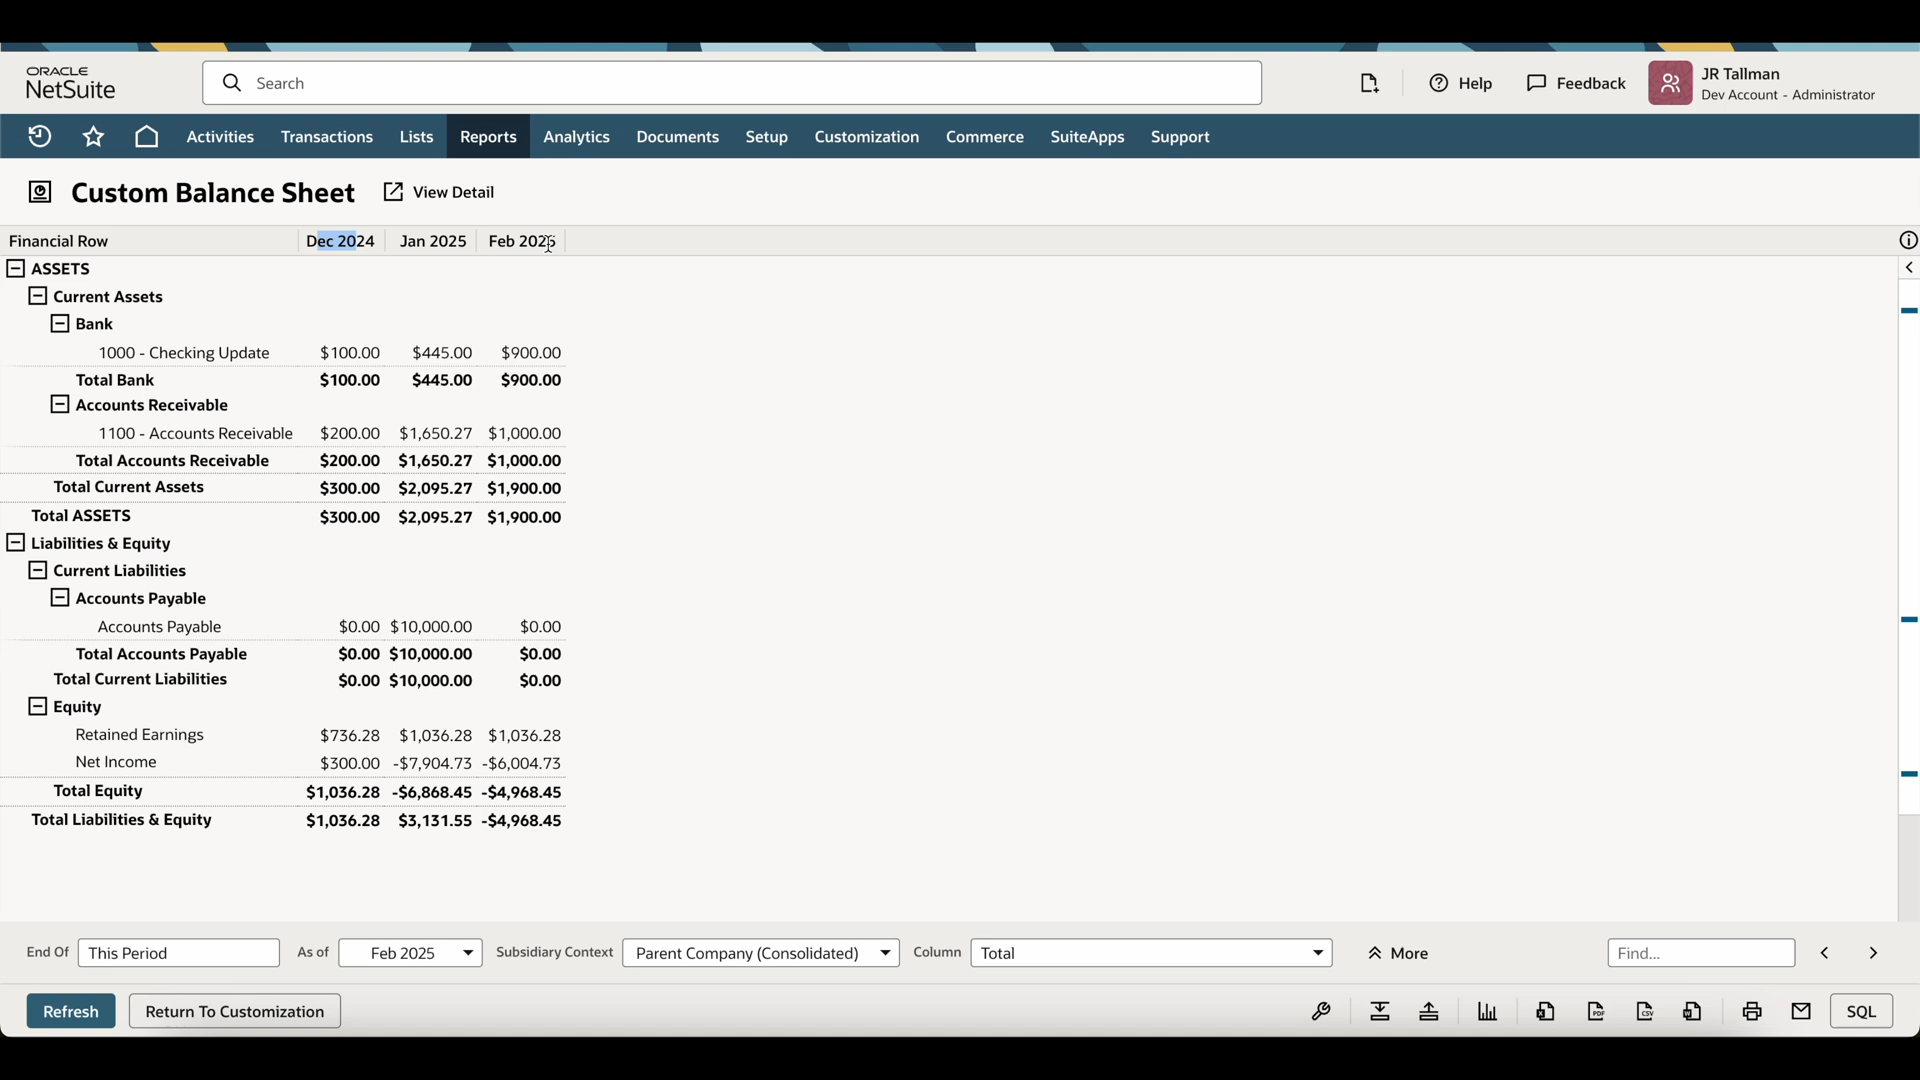 ORACLE
NetSuite
Search
Help
Feedback
JR Tallman
Dev Account - Administrator
Activities Transactions Lists Reports Analytics Documents Setup Customization Commerce SuiteApps Support
Custom Balance Sheet View Detail
Financial Row Dec 2024 Jan 2025 Feb 2025
ASSETS
Current Assets
Bank
1000 - Checking Update $100.00 $445.00 $900.00
Total Bank $100.00 $445.00 $900.00
Accounts Receivable
1100 - Accounts Receivable $200.00 $1,650.27 $1,000.00
Total Accounts Receivable $200.00 $1,650.27 $1,000.00
Total Current Assets $300.00 $2,095.27 $1,900.00
Total ASSETS $300.00 $2,095.27 $1,900.00
Liabilities & Equity
Current Liabilities
Accounts Payable
Accounts Payable $0.00 $10,000.00 $0.00
Total Accounts Payable $0.00 $10,000.00 $0.00
Total Current Liabilities $0.00 $10,000.00 $0.00
Equity
Retained Earnings $736.28 $1,036.28 $1,036.28
Net Income $300.00 -$7,904.73 -$6,004.73
Total Equity $1,036.28 -$6,868.45 -$4,968.45
Total Liabilities & Equity $1,036.28 $3,131.55 -$4,968.45
End Of This Period As of Feb 2025 Subsidiary Context Parent Company (Consolidated) Column Total More Find...
Refresh Return To Customization PDF CSV SQL